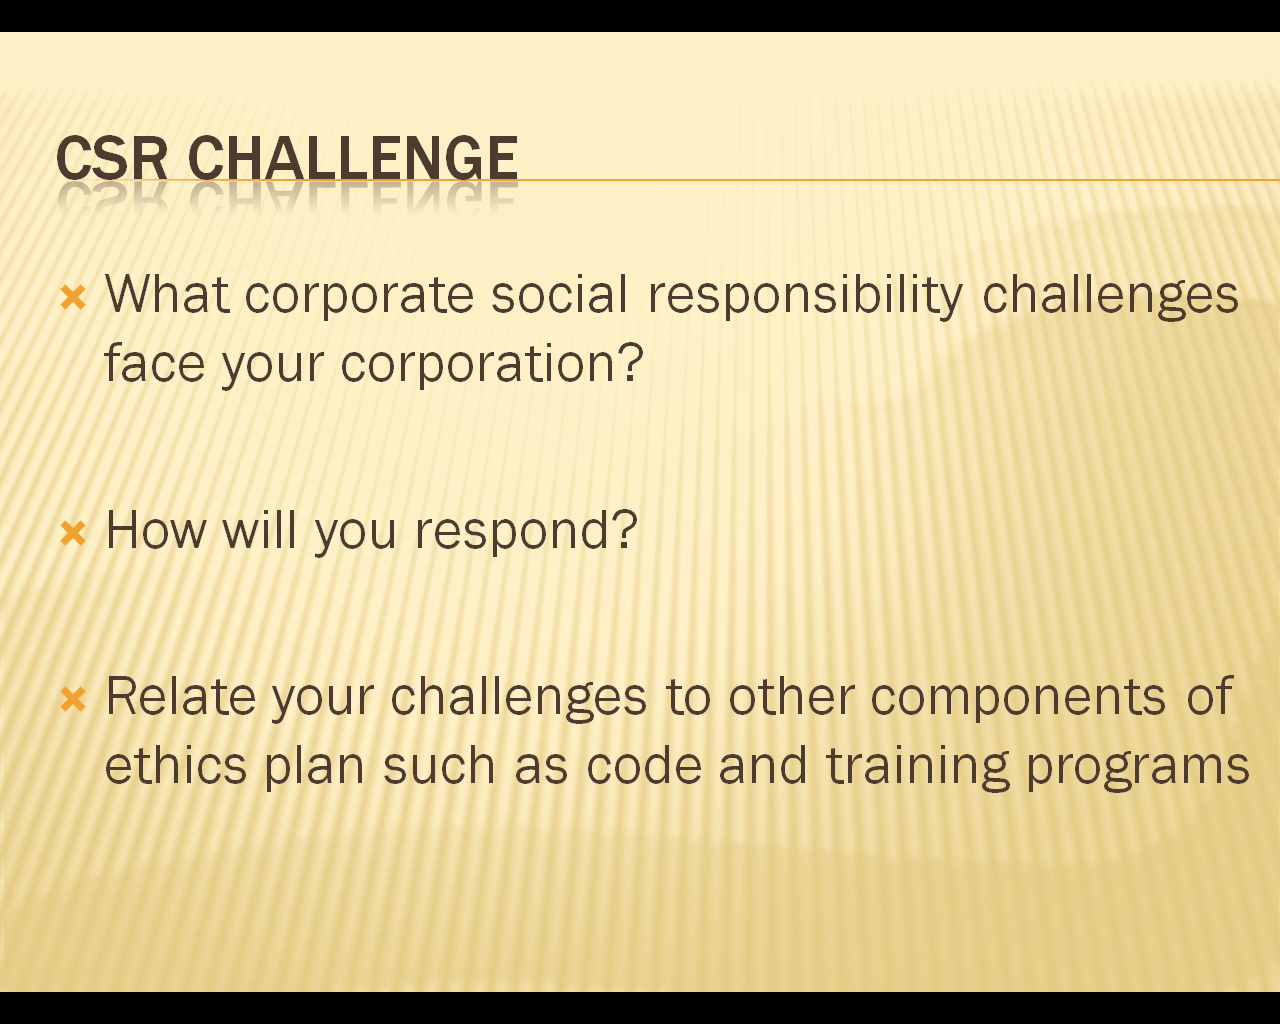 CSR CHALLENGE
What corporate social responsibility challenges
face your corporation?
How will you respond?
Relate your challenges to other components of
ethics plan such as code and training programs